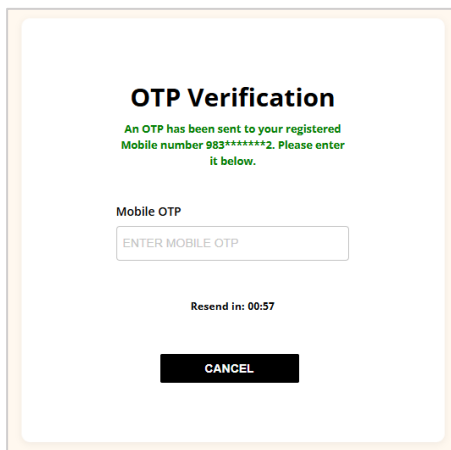 OTP Verification
An OTP has been sent to your registered
Mobile number 983*******2. Please enter
it below.
Mobile OTP
ENTER MOBILE OTP
Resend in: 00:57
CANCEL